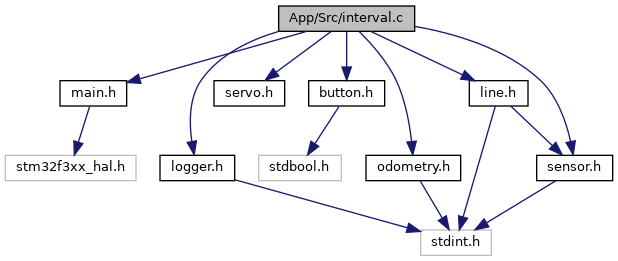 App/Src/interval.c
main.h
servo.h
button.h
line.h
stm32f3xx_hal.h
logger.h
stdbool.h
odometry.h
sensor.h
stdint.h